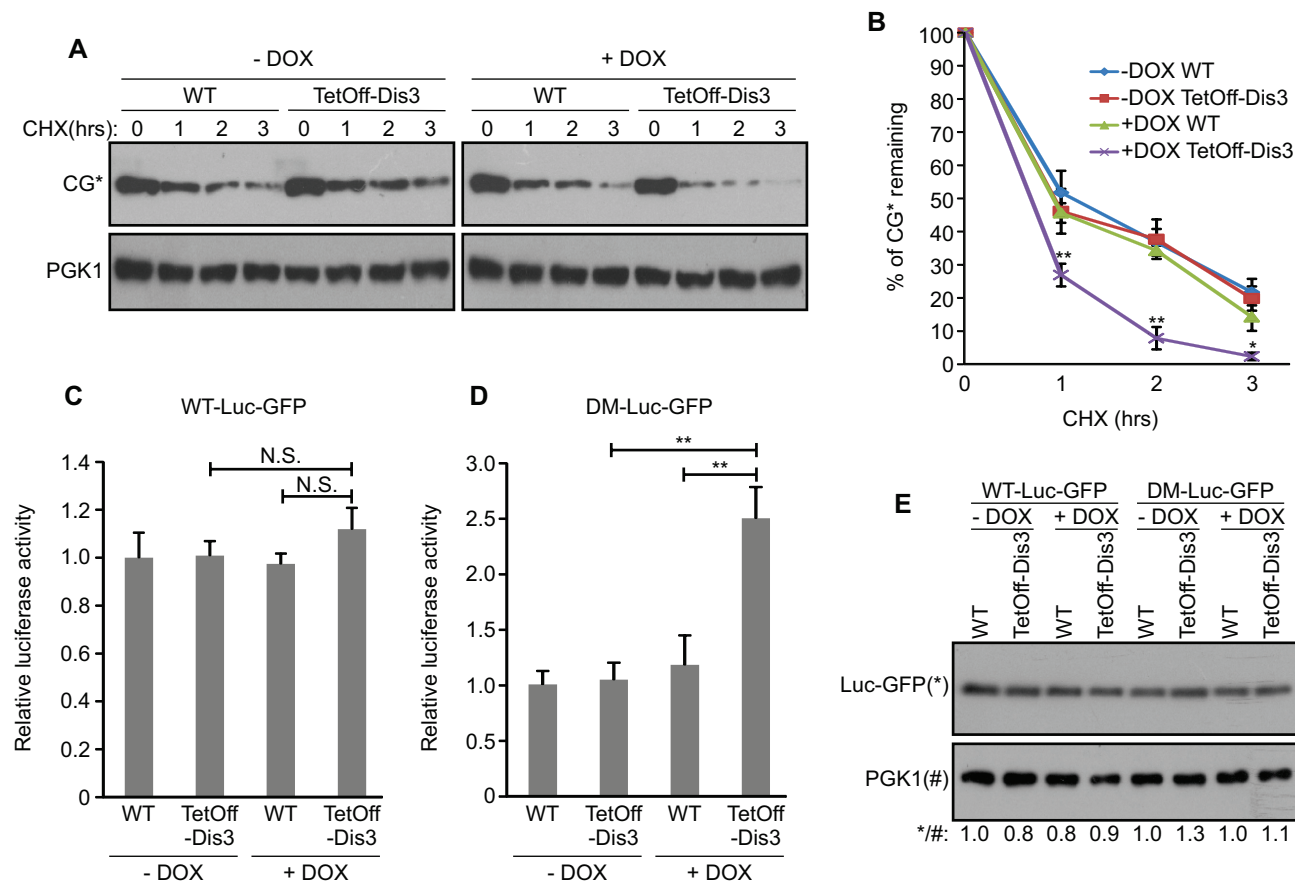 A
- DOX
+ DOX
WT
TetOff-Dis3
WT
TetOff-Dis3
CHX(hrs): 0 1 2 3 0 1 2 3 0 1 2 3 0 1 2 3
CG*
PGK1
B
100
90
80
70
60
50
40
30
20
10
0
% of CG* remaining
-DOX WT
-DOX TetOff-Dis3
+DOX WT
+DOX TetOff-Dis3
**
**
*
0 1 2 3
CHX (hrs)
C
WT-Luc-GFP
N.S.
N.S.
1.4
1.2
1.0
0.8
0.6
0.4
0.2
0
Relative luciferase activity
WT
TetOff
-Dis3
WT
TetOff
-Dis3
- DOX
+ DOX
D
DM-Luc-GFP
**
**
3.0
2.5
2.0
1.5
1.0
0.5
0
Relative luciferase activity
WT
TetOff
-Dis3
WT
TetOff
-Dis3
- DOX
+ DOX
E
WT-Luc-GFP
DM-Luc-GFP
- DOX
+ DOX
- DOX
+ DOX
WT
TetOff-Dis3
WT
TetOff-Dis3
WT
TetOff-Dis3
WT
TetOff-Dis3
Luc-GFP(*)
PGK1(#)
*/#: 1.0 0.8 0.8 0.9 1.0 1.3 1.0 1.1